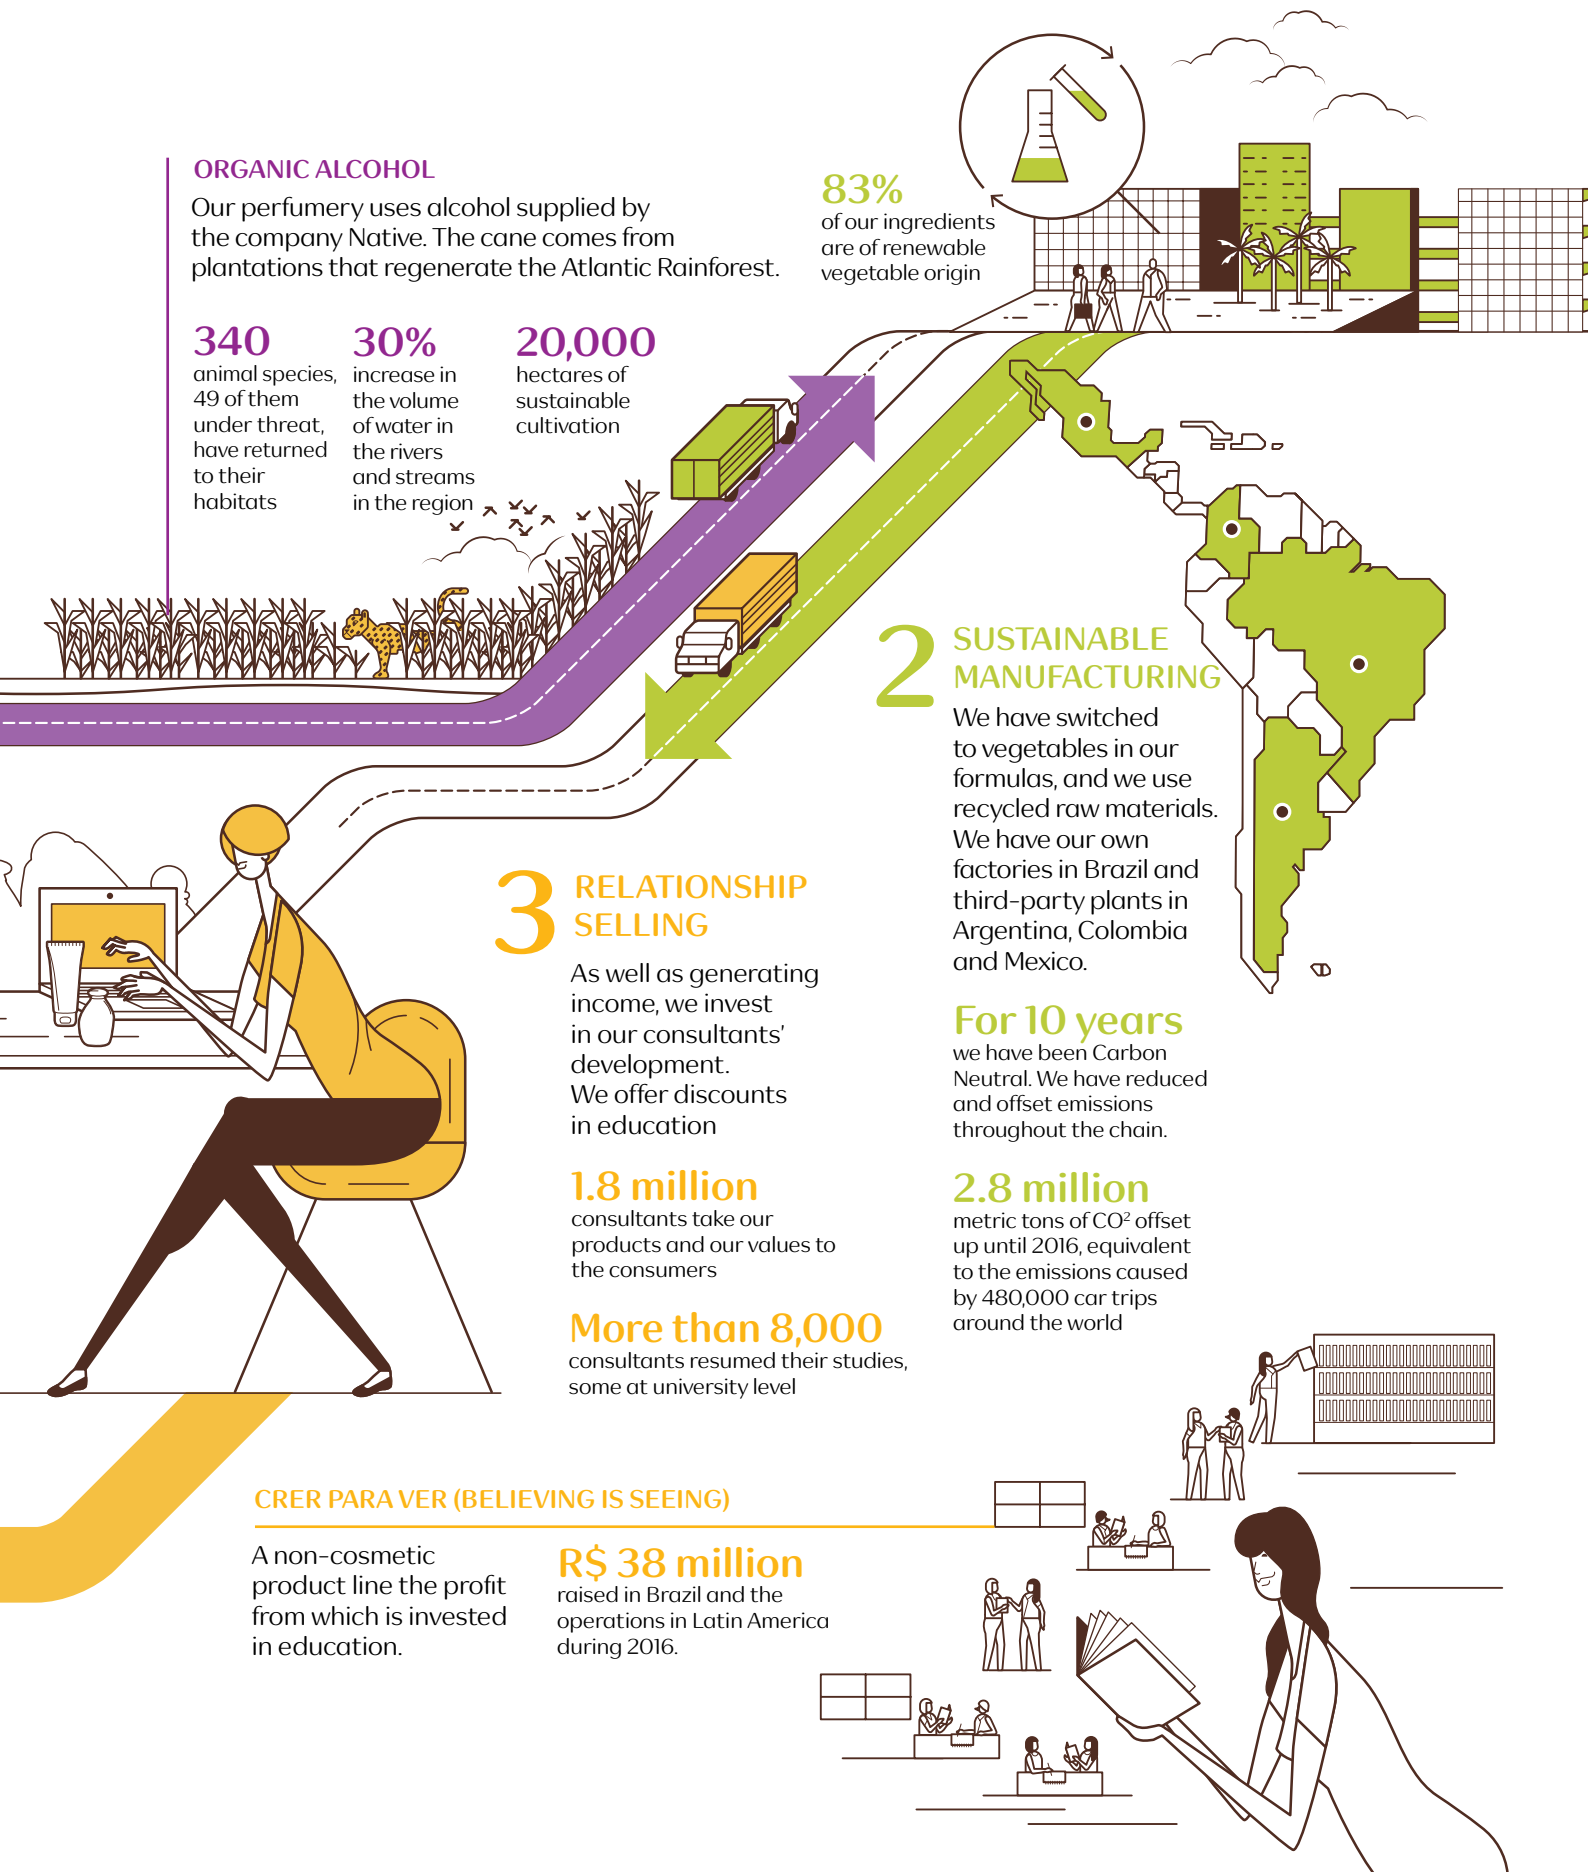 ORGANIC ALCOHOL
Our perfumery uses alcohol supplied by
the company Native. The cane comes from
plantations that regenerate the Atlantic Rainforest.
340
animal species,
49 of them
under threat,
have returned
to their
habitats
30%
increase in
the volume
of water in
the rivers
and streams
in the region
20,000
hectares of
sustainable
cultivation
83%
of our ingredients
are of renewable
vegetable origin
2
SUSTAINABLE
MANUFACTURING
We have switched
to vegetables in our
formulas, and we use
recycled raw materials.
We have our own
factories in Brazil and
third-party plants in
Argentina, Colombia
and Mexico.
For 10 years
we have been Carbon
Neutral. We have reduced
and offset emissions
throughout the chain.
2.8 million
metric tons of CO² offset
up until 2016, equivalent
to the emissions caused
by 480,000 car trips
around the world
3
RELATIONSHIP
SELLING
As well as generating
income, we invest
in our consultants’
development.
We offer discounts
in education
1.8 million
consultants take our
products and our values to
the consumers
More than 8,000
consultants resumed their studies,
some at university level
CRER PARA VER (BELIEVING IS SEEING)
A non-cosmetic
product line the profit
from which is invested
in education.
R$ 38 million
raised in Brazil and the
operations in Latin America
during 2016.